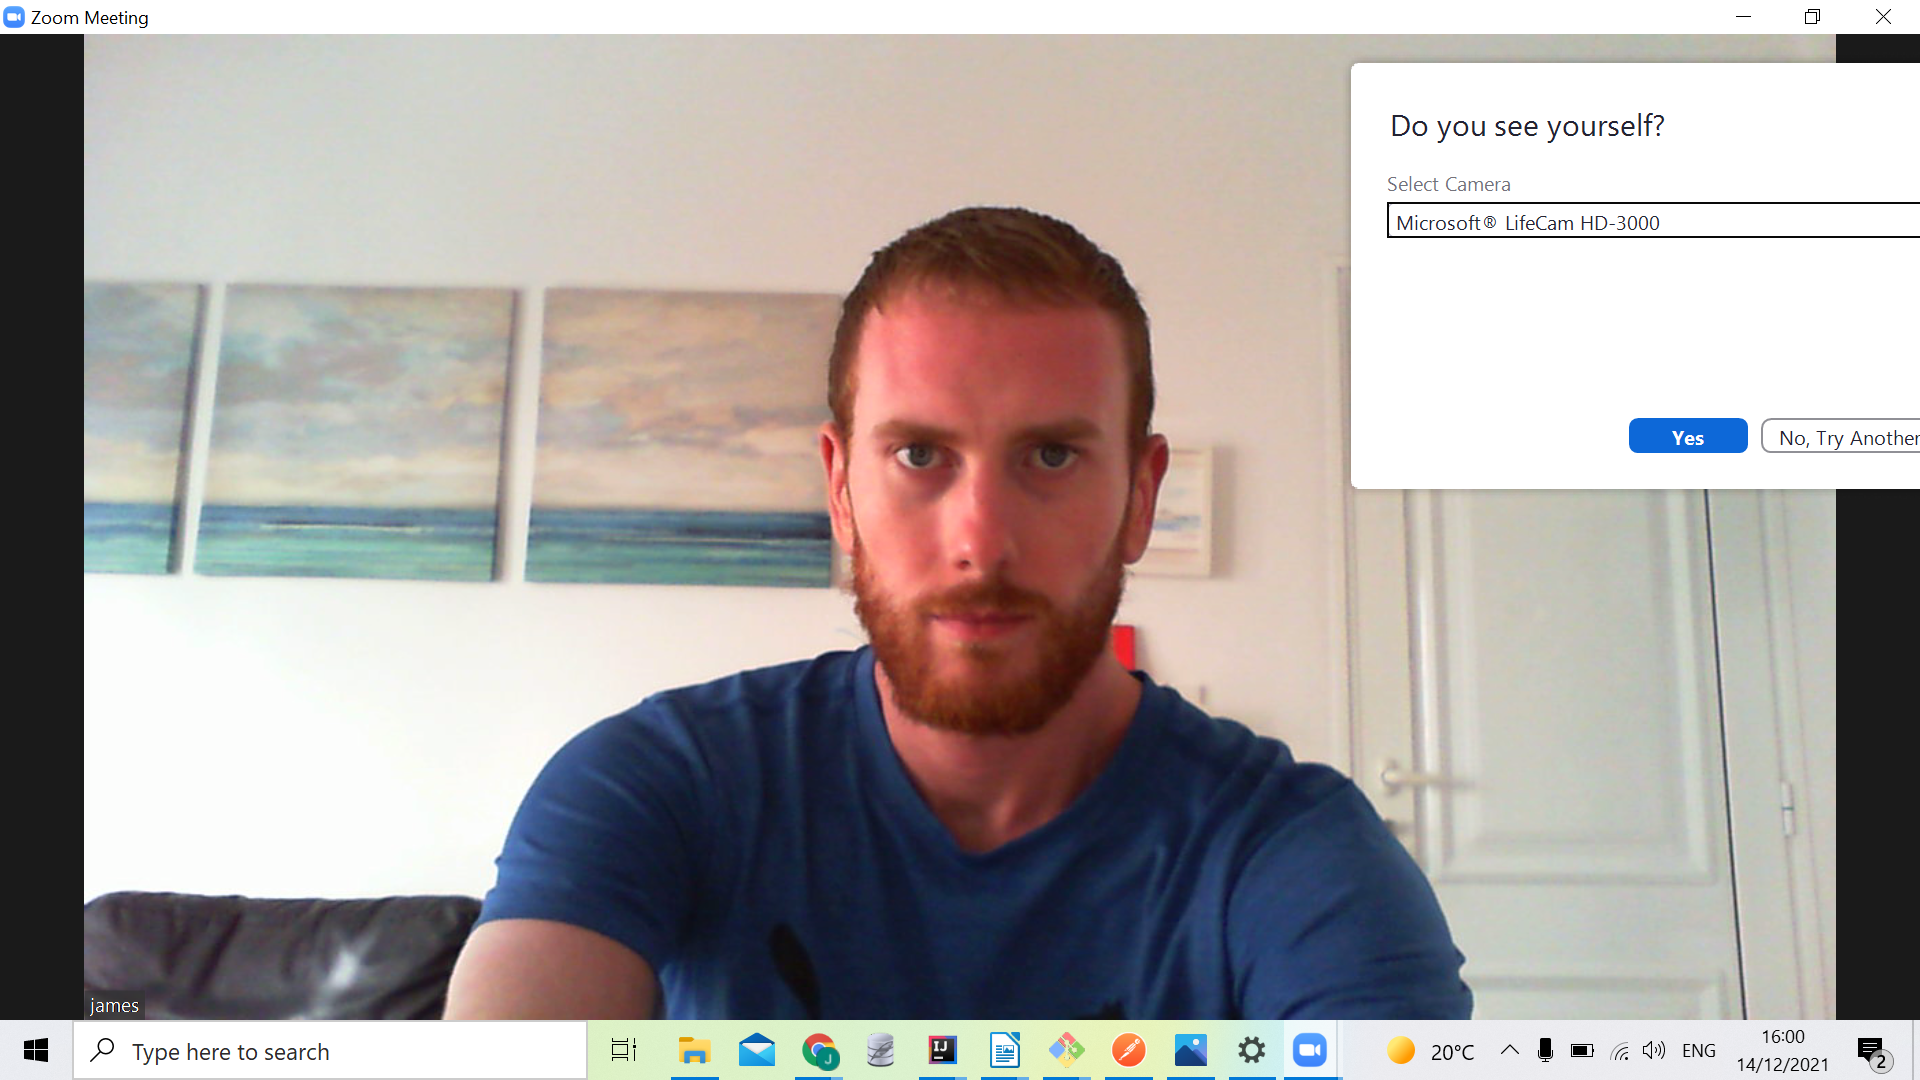 Zoom Meeting
Do you see yourself?
Select Camera
Microsoft® LifeCam HD-3000
Yes
No, Try Another
james
Type here to search
J
IJ
20°C
ENG
16:00
14/12/2021
2